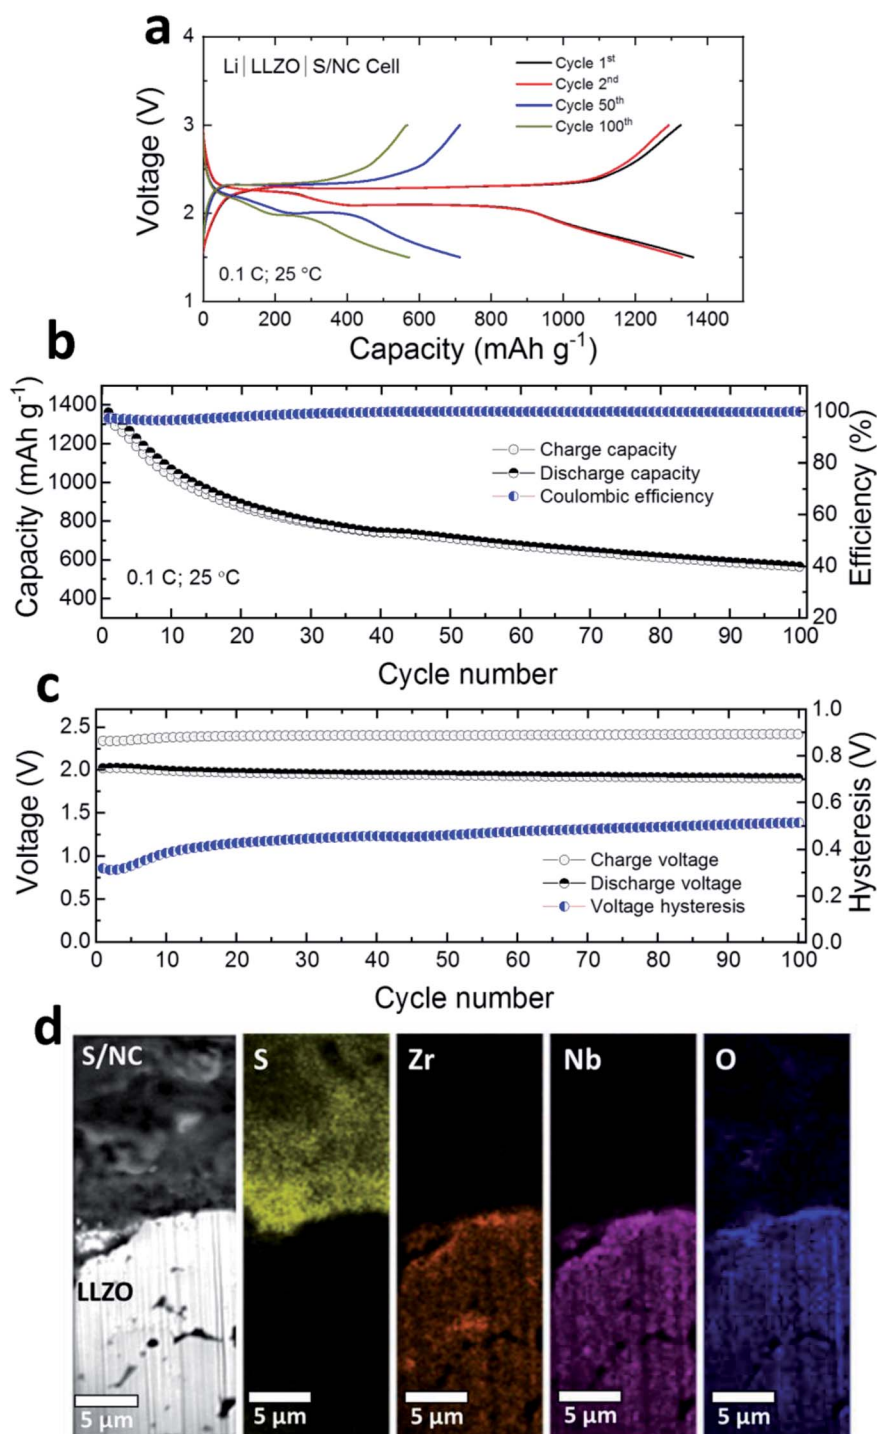 a
Li | LLZO | S/NC Cell
Cycle 1st
Cycle 2nd
Cycle 50th
Cycle 100th
0.1 C; 25 °C
Voltage (V)
4
3
2
1
0 200 400 600 800 1000 1200 1400
Capacity (mAh g-1)
b
Capacity (mAh g-1)
1400
1200
1000
800
600
400
Charge capacity
Discharge capacity
Coulombic efficiency
0.1 C; 25 °C
100
80
60
40
20
Efficiency (%)
0 10 20 30 40 50 60 70 80 90 100
Cycle number
c
Voltage (V)
2.5
2.0
1.5
1.0
0.5
0.0
Charge voltage
Discharge voltage
Voltage hysteresis
1.0
0.8
0.6
0.4
0.2
0.0
Hysteresis (V)
0 10 20 30 40 50 60 70 80 90 100
Cycle number
d
S/NC S Zr Nb O
LLZO
5 μm 5 μm 5 μm 5 μm 5 μm